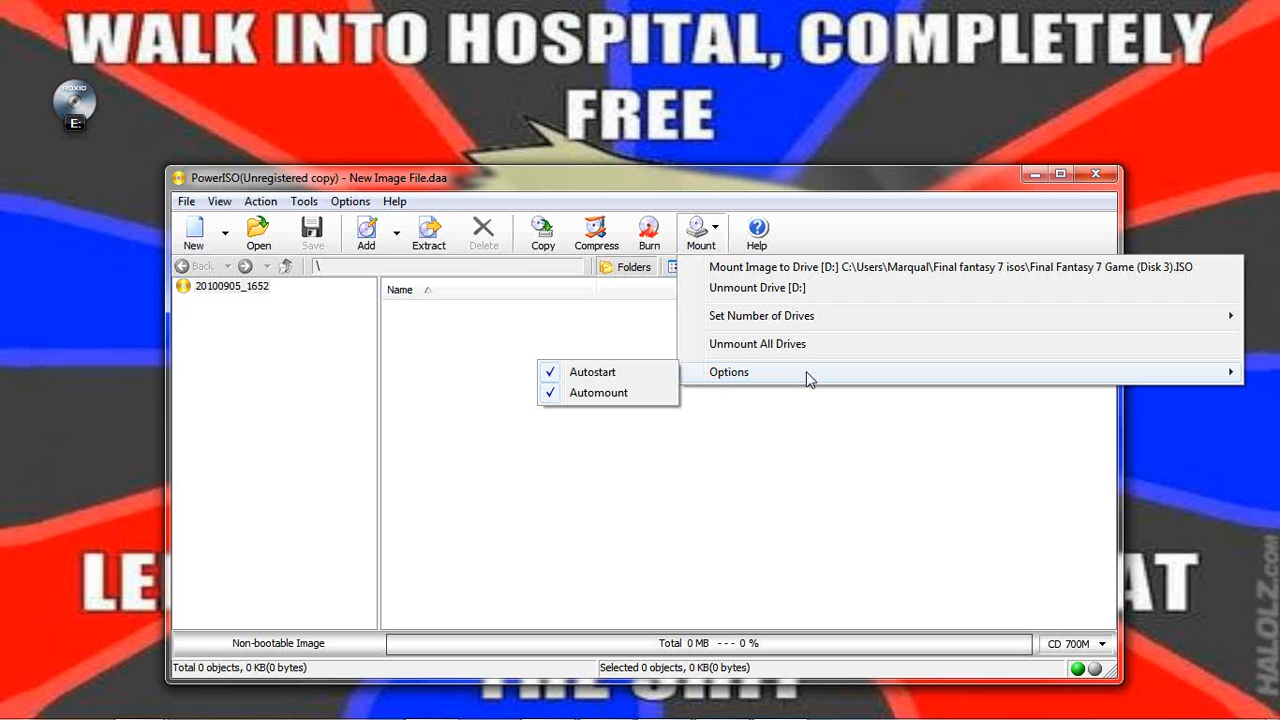 WALK INTO HOSPITAL, COMPLETELY
FREE
ROXIO
E:
PowerISO(Unregistered copy) - New Image File.daa
File View Action Tools Options Help
New Open Save Add Extract Delete Copy Compress Burn Mount Help
Back \ Folders
Mount Image to Drive [D:] C:\Users\Marqual\Final fantasy 7 isos\Final Fantasy 7 Game (Disk 3).ISO
20100905_1652
Name
Unmount Drive [D:]
Set Number of Drives
Unmount All Drives
Options
Autostart
Automount
LE
AT
Non-bootable Image
Total 0 MB --- 0 %
CD 700M
Total 0 objects, 0 KB(0 bytes)
Selected 0 objects, 0 KB(0 bytes)
HALOLZ.com